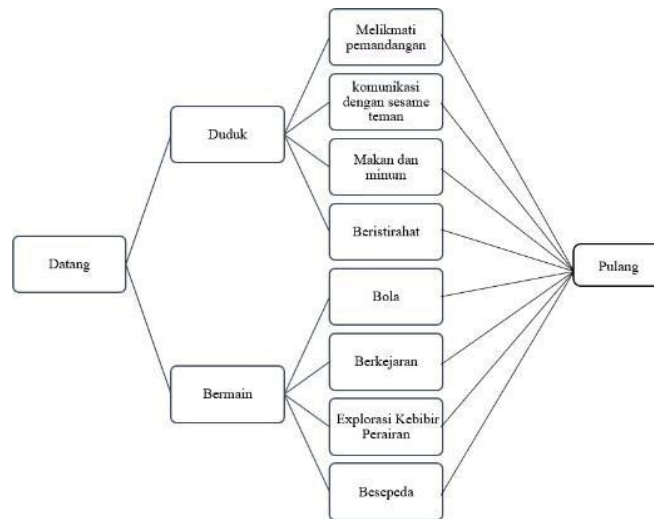 Melikmati
pemandangan
komunikasi
dengan sesame
teman
Duduk
Makan dan
minum
Beristirahat
Datang
Pulang
Bola
Berkejaran
Bermain
Explorasi Kebibir
Perairan
Besepeda